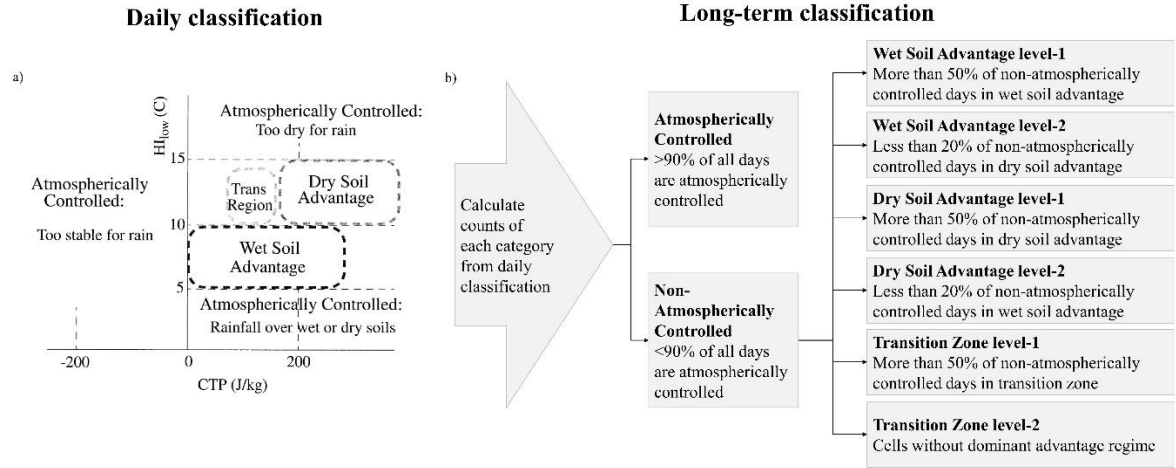 Daily classification
Long-term classification
a)
HIlow (C)
15
10
5
-200
0
200
CTP (J/kg)
Atmospherically Controlled:
Too dry for rain
Atmospherically
Controlled:
Too stable for rain
Trans
Region
Dry Soil
Advantage
Wet Soil
Advantage
Atmospherically Controlled:
Rainfall over wet or dry soils
b)
Calculate
counts of
each category
from daily
classification
Atmospherically
Controlled
>90% of all days
are atmospherically
controlled
Non-
Atmospherically
Controlled
<90% of all days
are atmospherically
controlled
Wet Soil Advantage level-1
More than 50% of non-atmospherically
controlled days in wet soil advantage
Wet Soil Advantage level-2
Less than 20% of non-atmospherically
controlled days in dry soil advantage
Dry Soil Advantage level-1
More than 50% of non-atmospherically
controlled days in dry soil advantage
Dry Soil Advantage level-2
Less than 20% of non-atmospherically
controlled days in wet soil advantage
Transition Zone level-1
More than 50% of non-atmospherically
controlled days in transition zone
Transition Zone level-2
Cells without dominant advantage regime